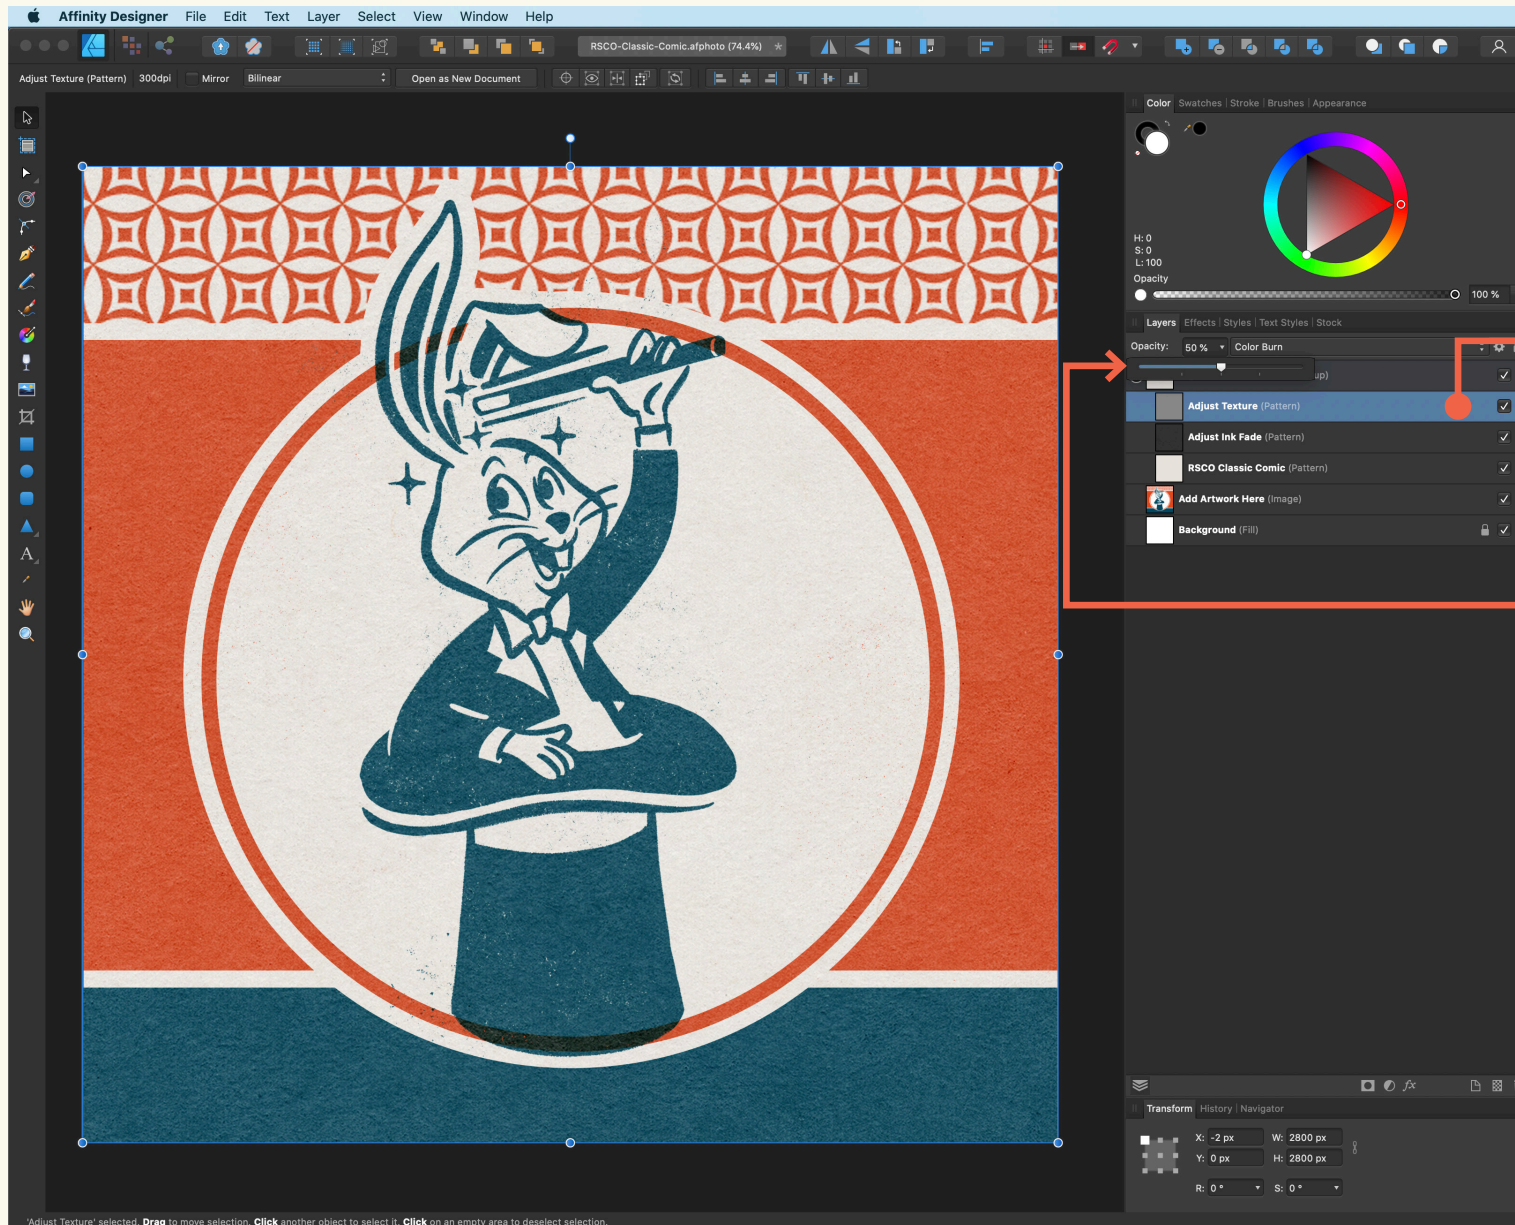 Affinity Designer File Edit Text Layer Select View Window Help
RSCO-Classic-Comic.afphoto (74.4%)
Adjust Texture (Pattern) 300dpi Mirror Bilinear Open as New Document
Color Swatches | Stroke | Brushes | Appearance
H: 0
S: 0
L: 100
Opacity
100 %
Layers Effects | Styles | Text Styles | Stock
Opacity: 50 % Color Burn
up)
Adjust Texture (Pattern)
Adjust Ink Fade (Pattern)
RSCO Classic Comic (Pattern)
Add Artwork Here (Image)
Background (Fill)
fx
Transform History | Navigator
X: -2 px W: 2800 px
Y: 0 px H: 2800 px
R: 0 ° S: 0 °
'Adjust Texture' selected. Drag to move selection. Click another object to select it. Click on an empty area to deselect selection.